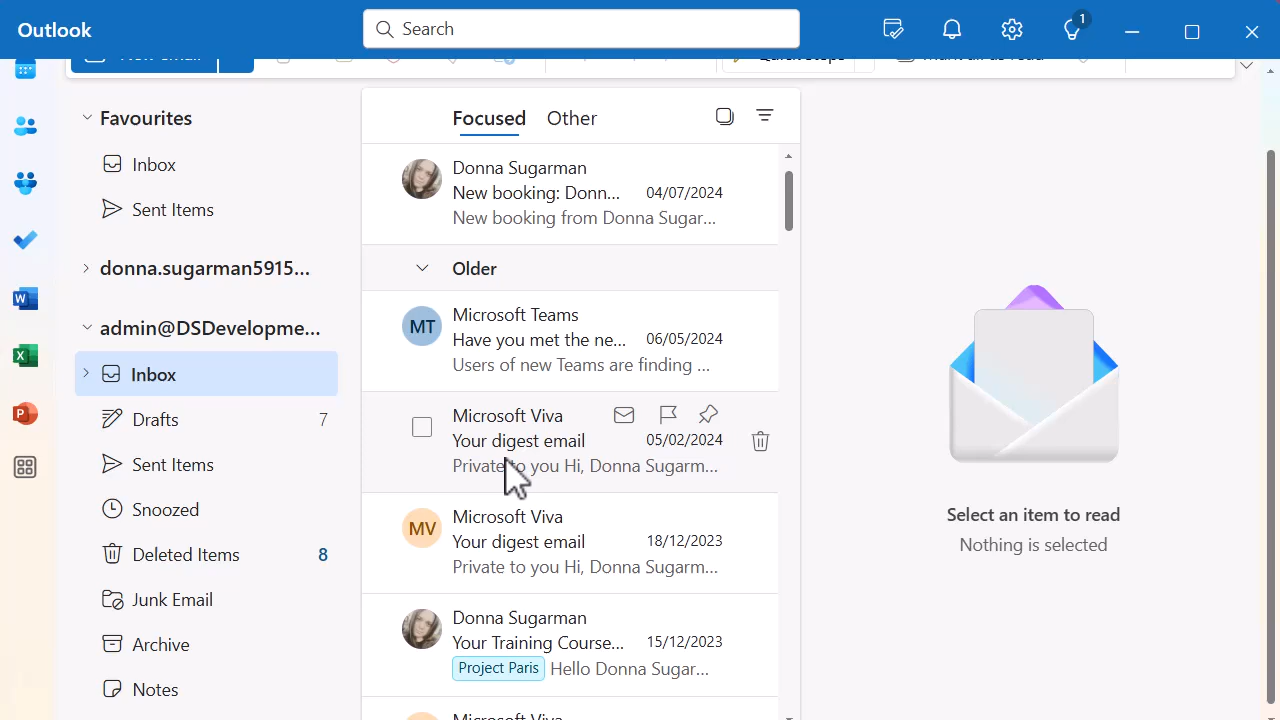 Outlook
Search
1
Favourites
Inbox
Sent Items
donna.sugarman5915...
admin@DSDevelopme...
Inbox
Drafts 7
Sent Items
Snoozed
Deleted Items 8
Junk Email
Archive
Notes
Focused Other
Donna Sugarman
New booking: Donn... 04/07/2024
New booking from Donna Sugar...
Older
MT
Microsoft Teams
Have you met the ne... 06/05/2024
Users of new Teams are finding ...
Microsoft Viva
Your digest email 05/02/2024
Private to you Hi, Donna Sugarm...
MV
Microsoft Viva
Your digest email 18/12/2023
Private to you Hi, Donna Sugarm...
Donna Sugarman
Your Training Course... 15/12/2023
Project Paris Hello Donna Sugar...
Select an item to read
Nothing is selected